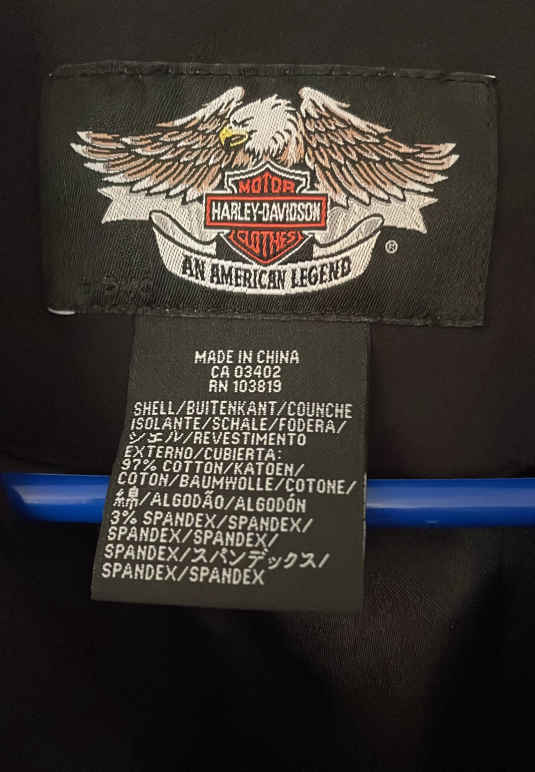 MOTOR
HARLEY-DAVIDSON
CLOTHES
®
AN AMERICAN LEGEND
MADE IN CHINA
CA 03402
RN 103819
SHELL/BUITENKANT/COUNCHE
ISOLANTE/SCHALE/FODERA/
シェル/REVESTIMENTO
EXTERNO/CUBIERTA:
97% COTTON/KATOEN/
COTON/BAUMWOLLE/COTONE/
綿/ALGODÃO/ALGODÓN
3% SPANDEX/SPANDEX/
SPANDEX/SPANDEX/
SPANDEX/スパンデックス/
SPANDEX/SPANDEX